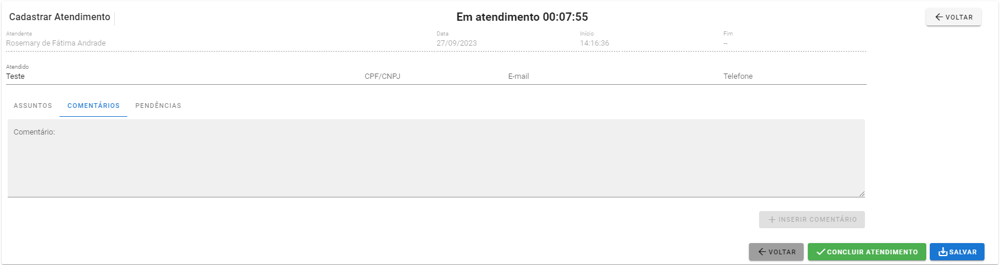 Cadastrar Atendimento
Em atendimento 00:07:55
VOLTAR
Atendente
Data
Início
Fim
Rosemary de Fátima Andrade
27/09/2023
14:16:36
--
Atendido
Teste
CPF/CNPJ
E-mail
Telefone
ASSUNTOS
COMENTÁRIOS
PENDÊNCIAS
Comentário:
INSERIR COMENTÁRIO
VOLTAR
CONCLUIR ATENDIMENTO
SALVAR